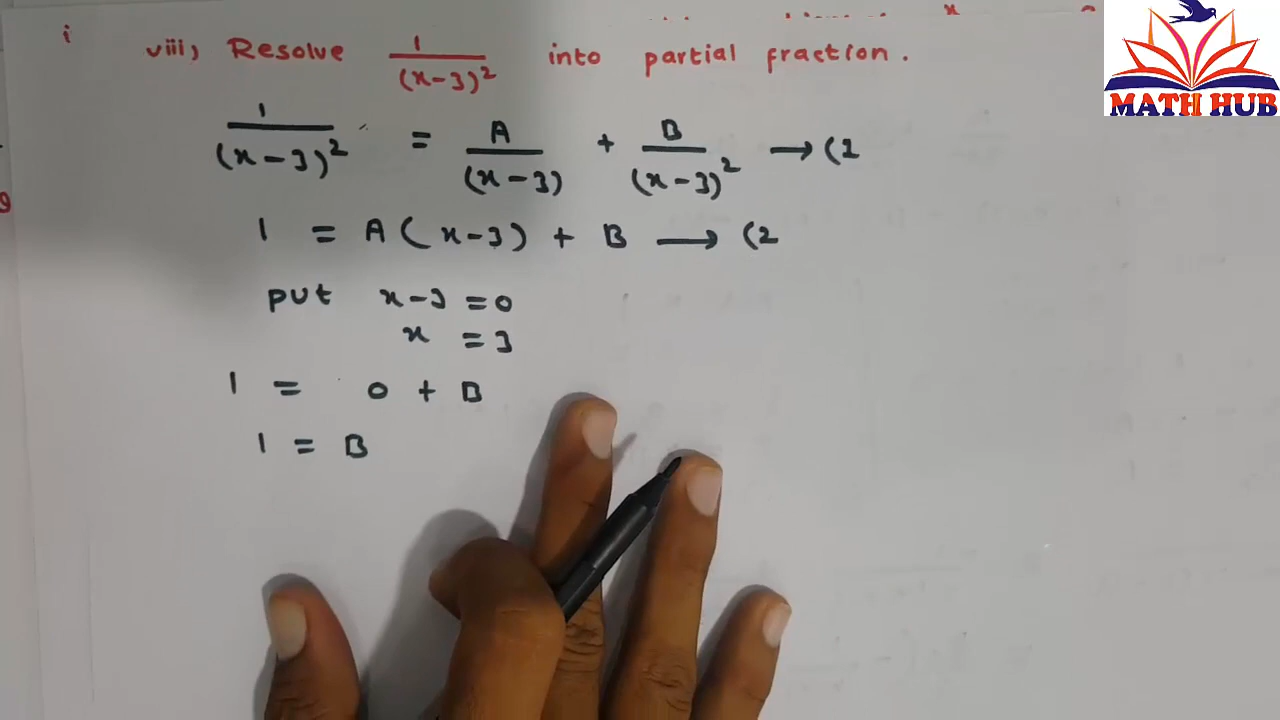 i
viii, Resolve 1/(x-3)² into partial fraction.
1/(x-3)² = A/(x-3) + B/(x-3)² → (1
1 = A(x-3) + B → (2
put x-3 = 0
x = 3
1 = 0 + B
1 = B
MATH HUB